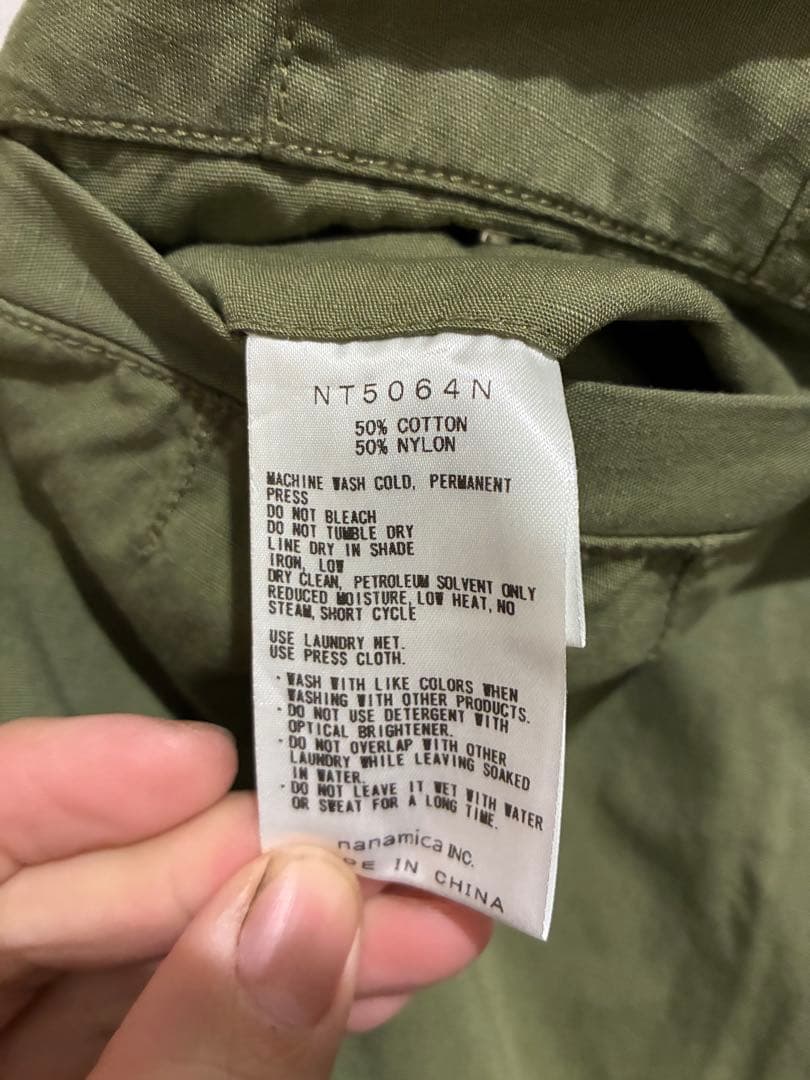 NT5064N
50% COTTON
50% NYLON
MACHINE WASH COLD, PERMANENT
PRESS
DO NOT BLEACH
DO NOT TUMBLE DRY
LINE DRY IN SHADE
IRON, LOW
DRY CLEAN, PETROLEUM SOLVENT ONLY
REDUCED MOISTURE, LOW HEAT, NO
STEAM, SHORT CYCLE
USE LAUNDRY NET.
USE PRESS CLOTH.
・WASH WITH LIKE COLORS WHEN
WASHING WITH OTHER PRODUCTS.
・DO NOT USE DETERGENT WITH
OPTICAL BRIGHTENER.
・DO NOT OVERLAP WITH OTHER
LAUNDRY WHILE LEAVING SOAKED
IN WATER.
・DO NOT LEAVE IT WET WITH WATER
OR SWEAT FOR A LONG TIME.
nanamica INC.
IN CHINA